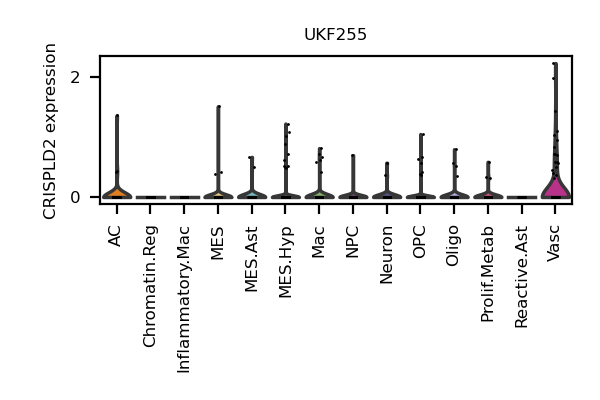 UKF255
CRISPLD2 expression
2
0
AC
Chromatin.Reg
Inflammatory.Mac
MES
MES.Ast
MES.Hyp
Mac
NPC
Neuron
OPC
Oligo
Prolif.Metab
Reactive.Ast
Vasc